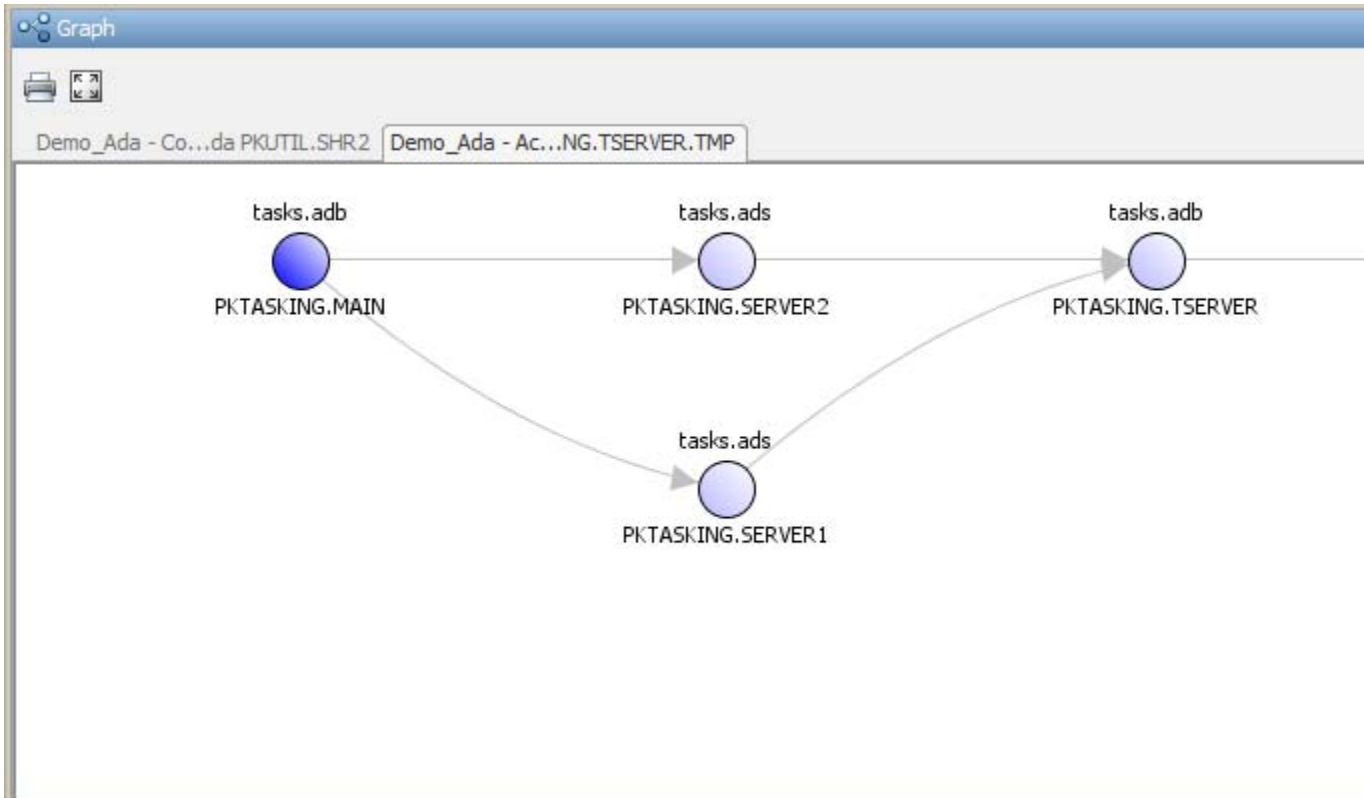 Graph
Demo_Ada - Co...da PKUTIL.SHR2
Demo_Ada - Ac...NG.TSERVER.TMP
tasks.adb
tasks.ads
tasks.adb
PKTASKING.MAIN
PKTASKING.SERVER2
PKTASKING.TSERVER
tasks.ads
PKTASKING.SERVER1